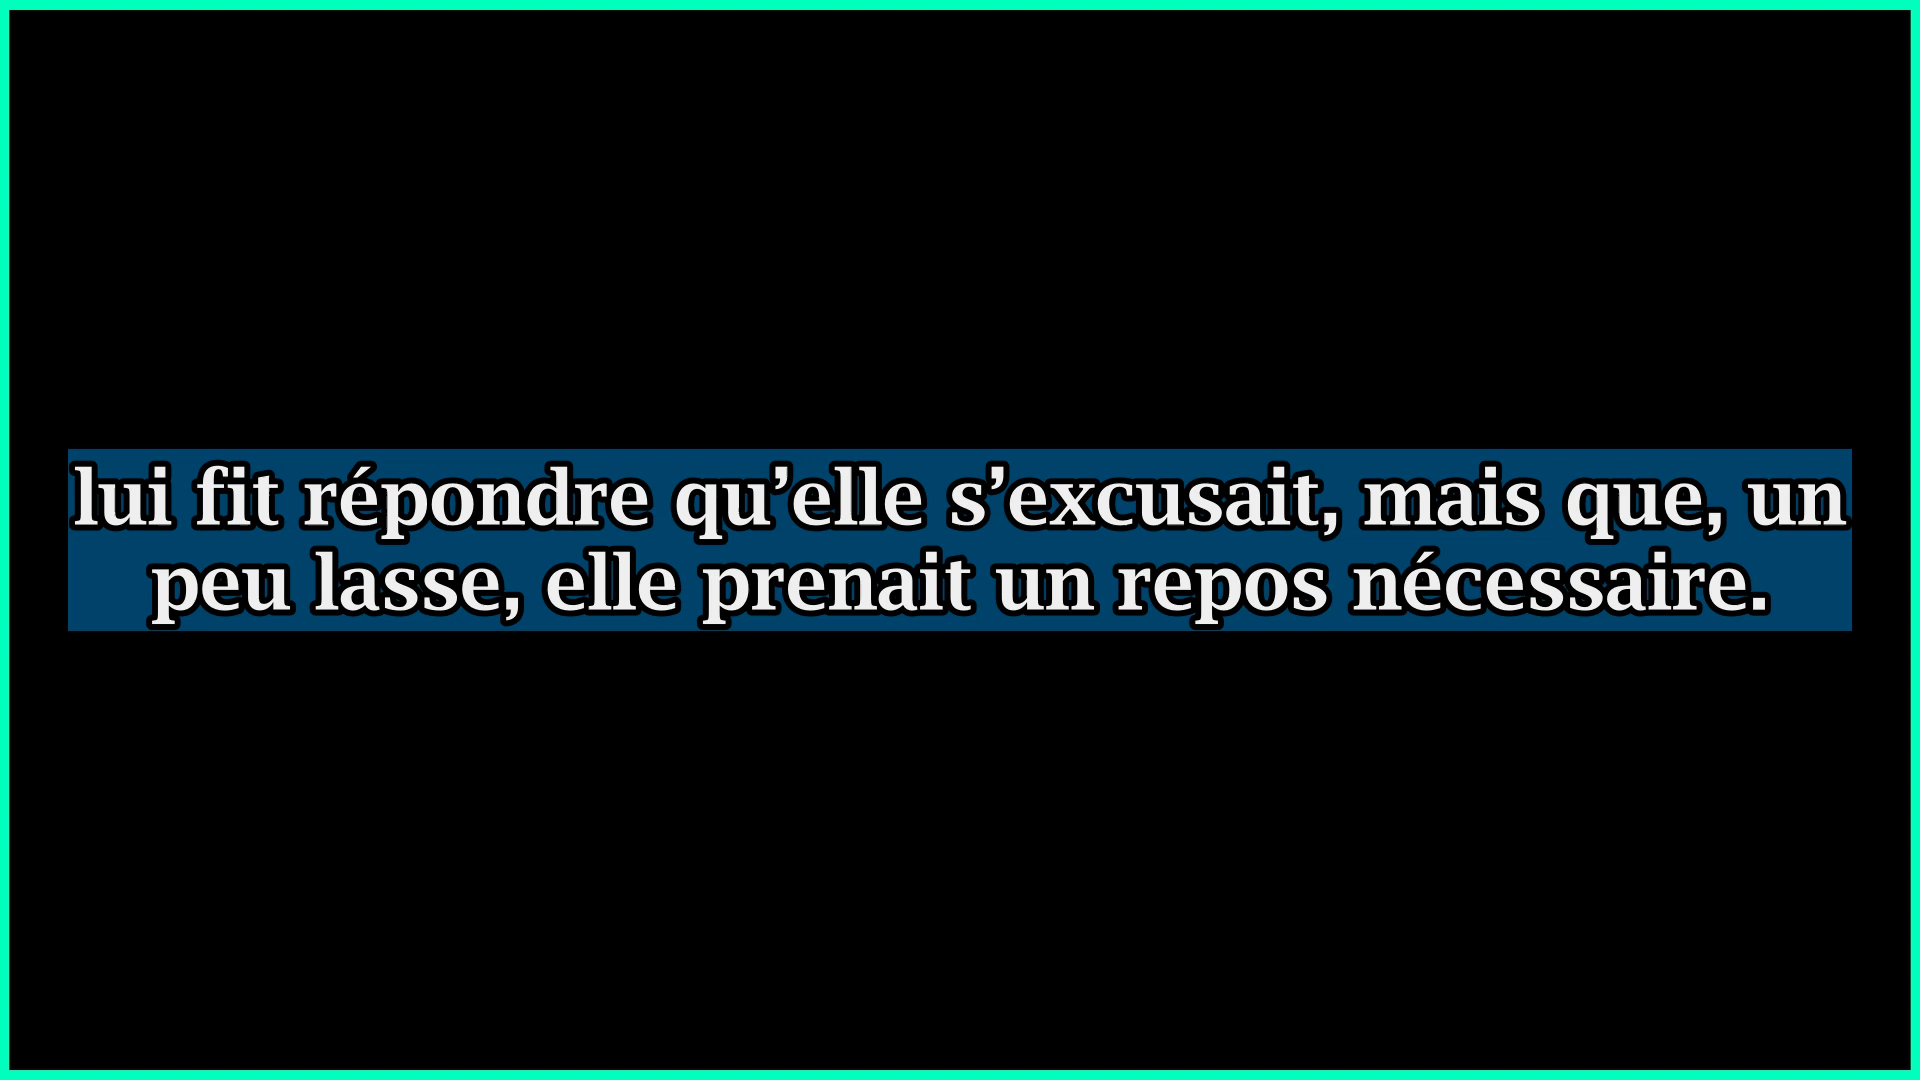 lui fit répondre qu’elle s’excusait, mais que, un
peu lasse, elle prenait un repos nécessaire.